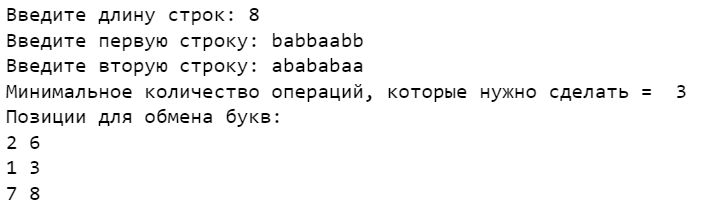 Введите длину строк: 8
Введите первую строку: babbaabb
Введите вторую строку: abababaa
Минимальное количество операций, которые нужно сделать =  3
Позиции для обмена букв:
2 6
1 3
7 8